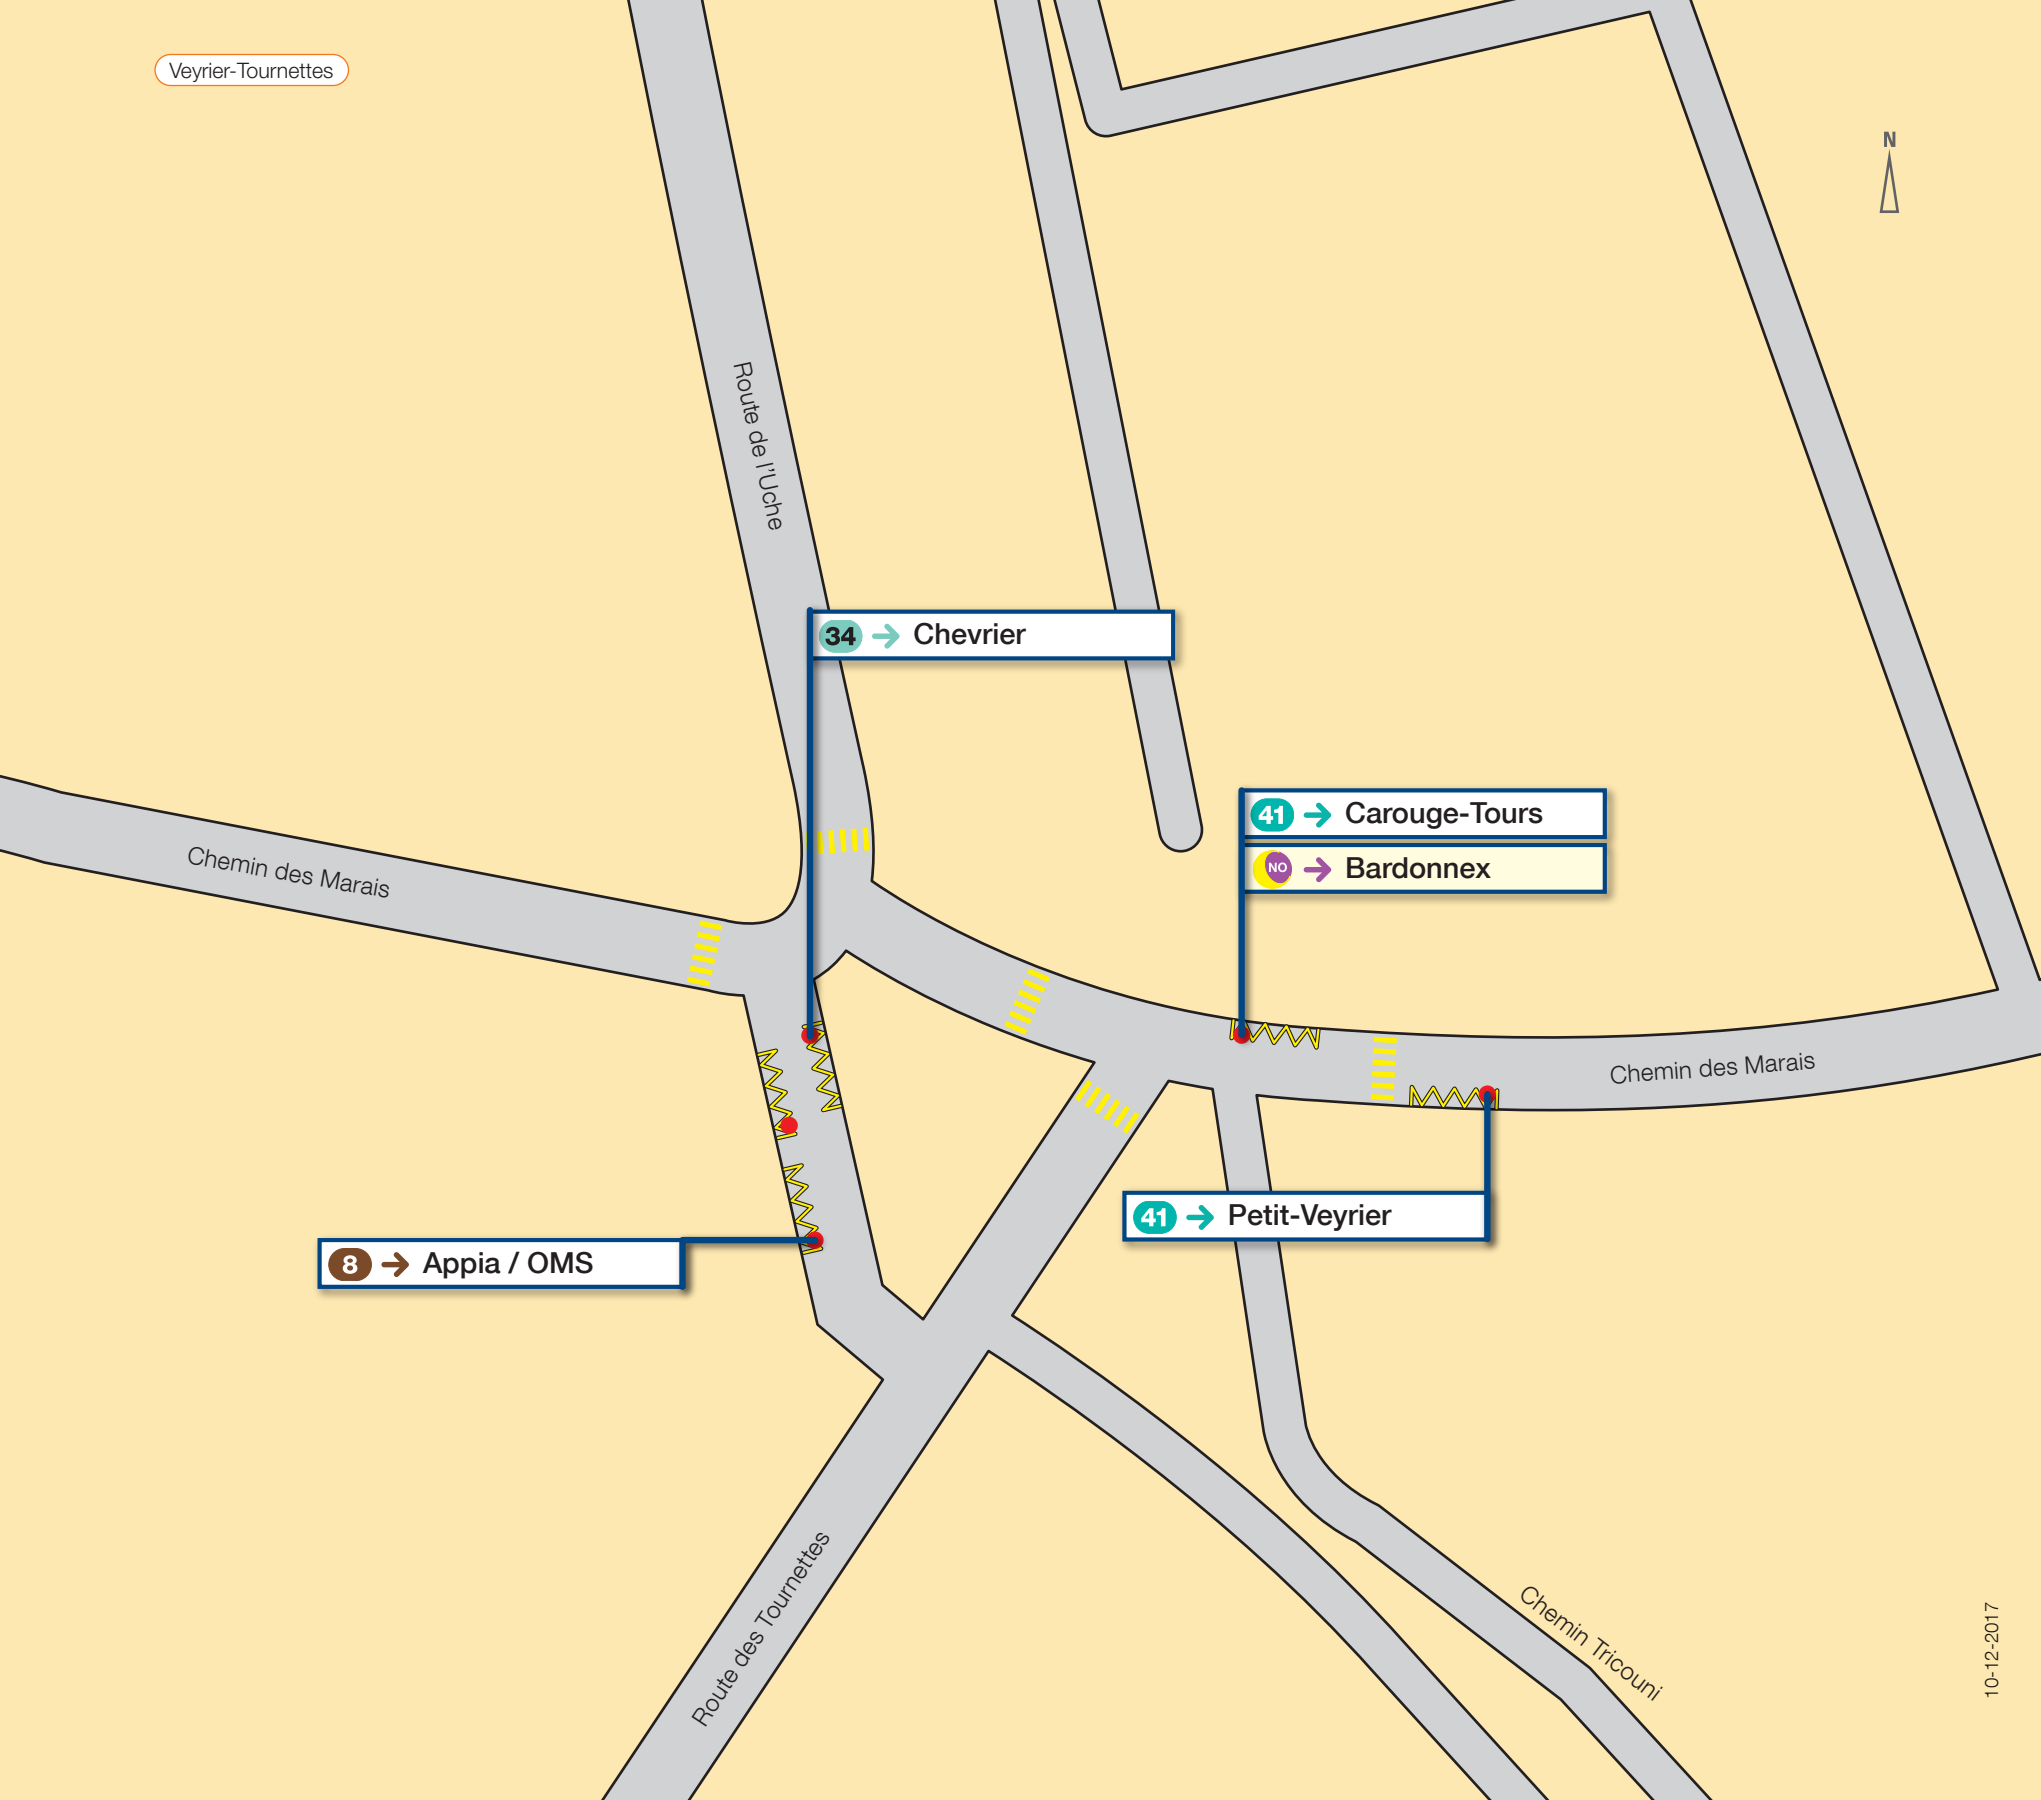 Veyrier-Tournettes
N
Route de l'Uche
34 Chevrier
41 Carouge-Tours
NO Bardonnex
Chemin des Marais
Chemin des Marais
41 Petit-Veyrier
8 Appia / OMS
Route des Tournettes
Chemin Tricouni
10-12-2017